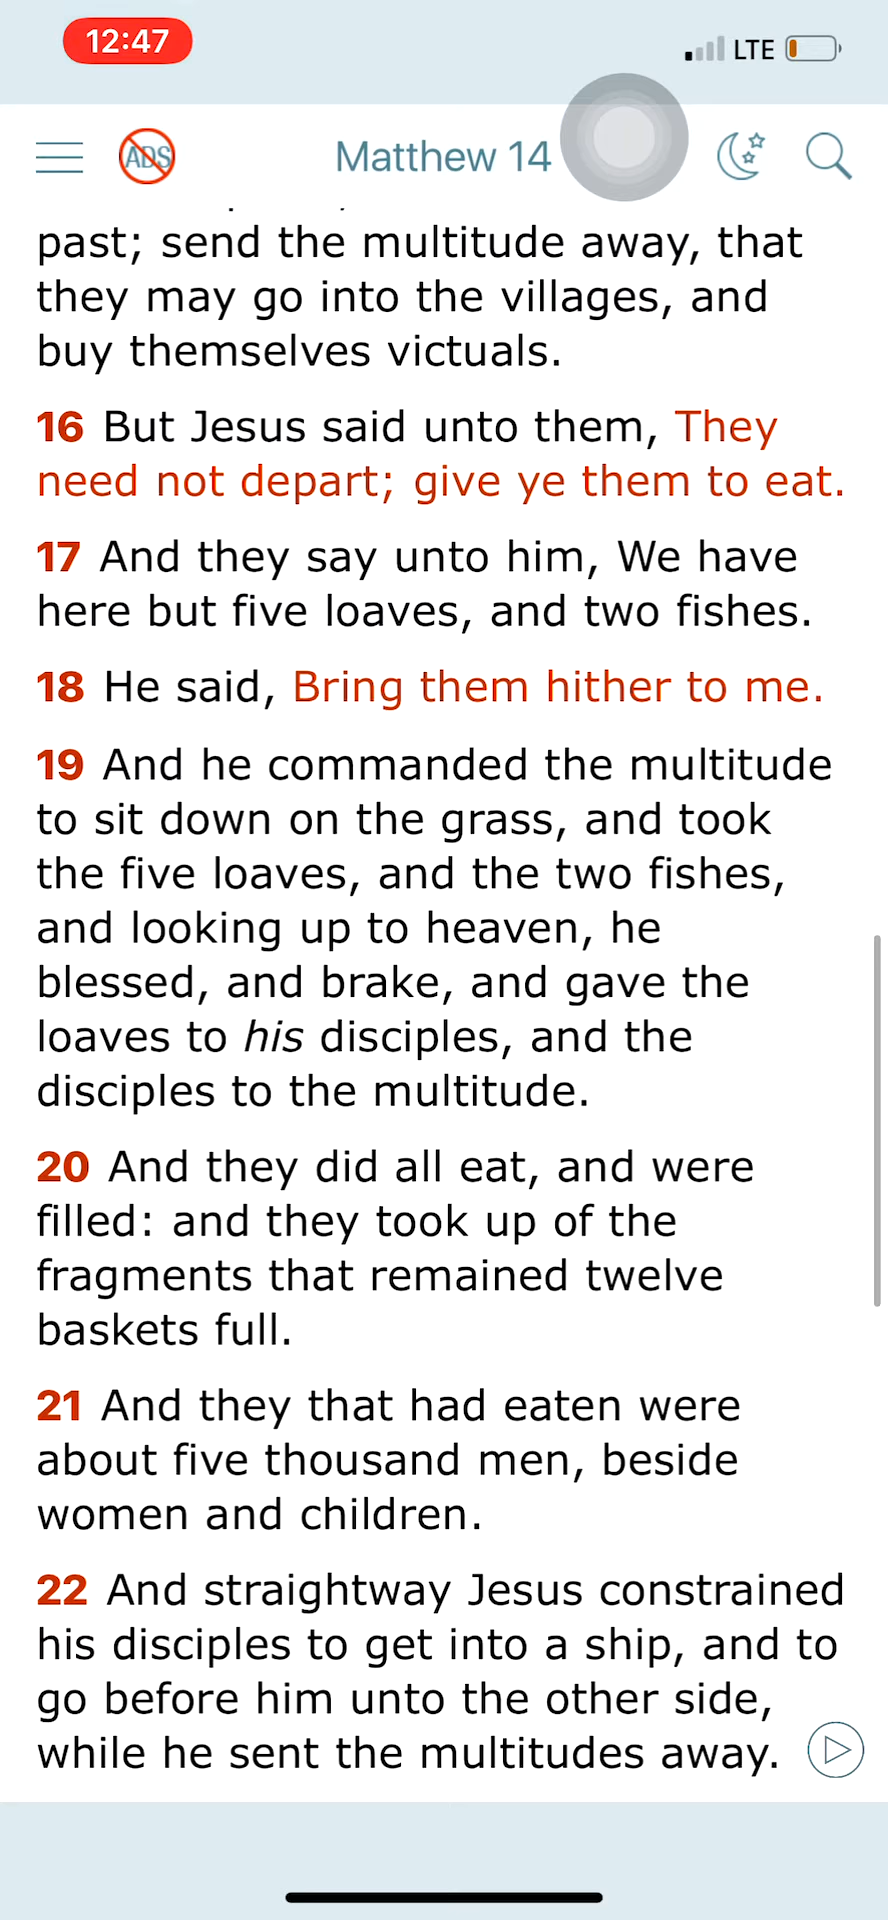 12:47
LTE
ADS
Matthew 14
past; send the multitude away, that
they may go into the villages, and
buy themselves victuals.
16 But Jesus said unto them, They
need not depart; give ye them to eat.
17 And they say unto him, We have
here but five loaves, and two fishes.
18 He said, Bring them hither to me.
19 And he commanded the multitude
to sit down on the grass, and took
the five loaves, and the two fishes,
and looking up to heaven, he
blessed, and brake, and gave the
loaves to his disciples, and the
disciples to the multitude.
20 And they did all eat, and were
filled: and they took up of the
fragments that remained twelve
baskets full.
21 And they that had eaten were
about five thousand men, beside
women and children.
22 And straightway Jesus constrained
his disciples to get into a ship, and to
go before him unto the other side,
while he sent the multitudes away.